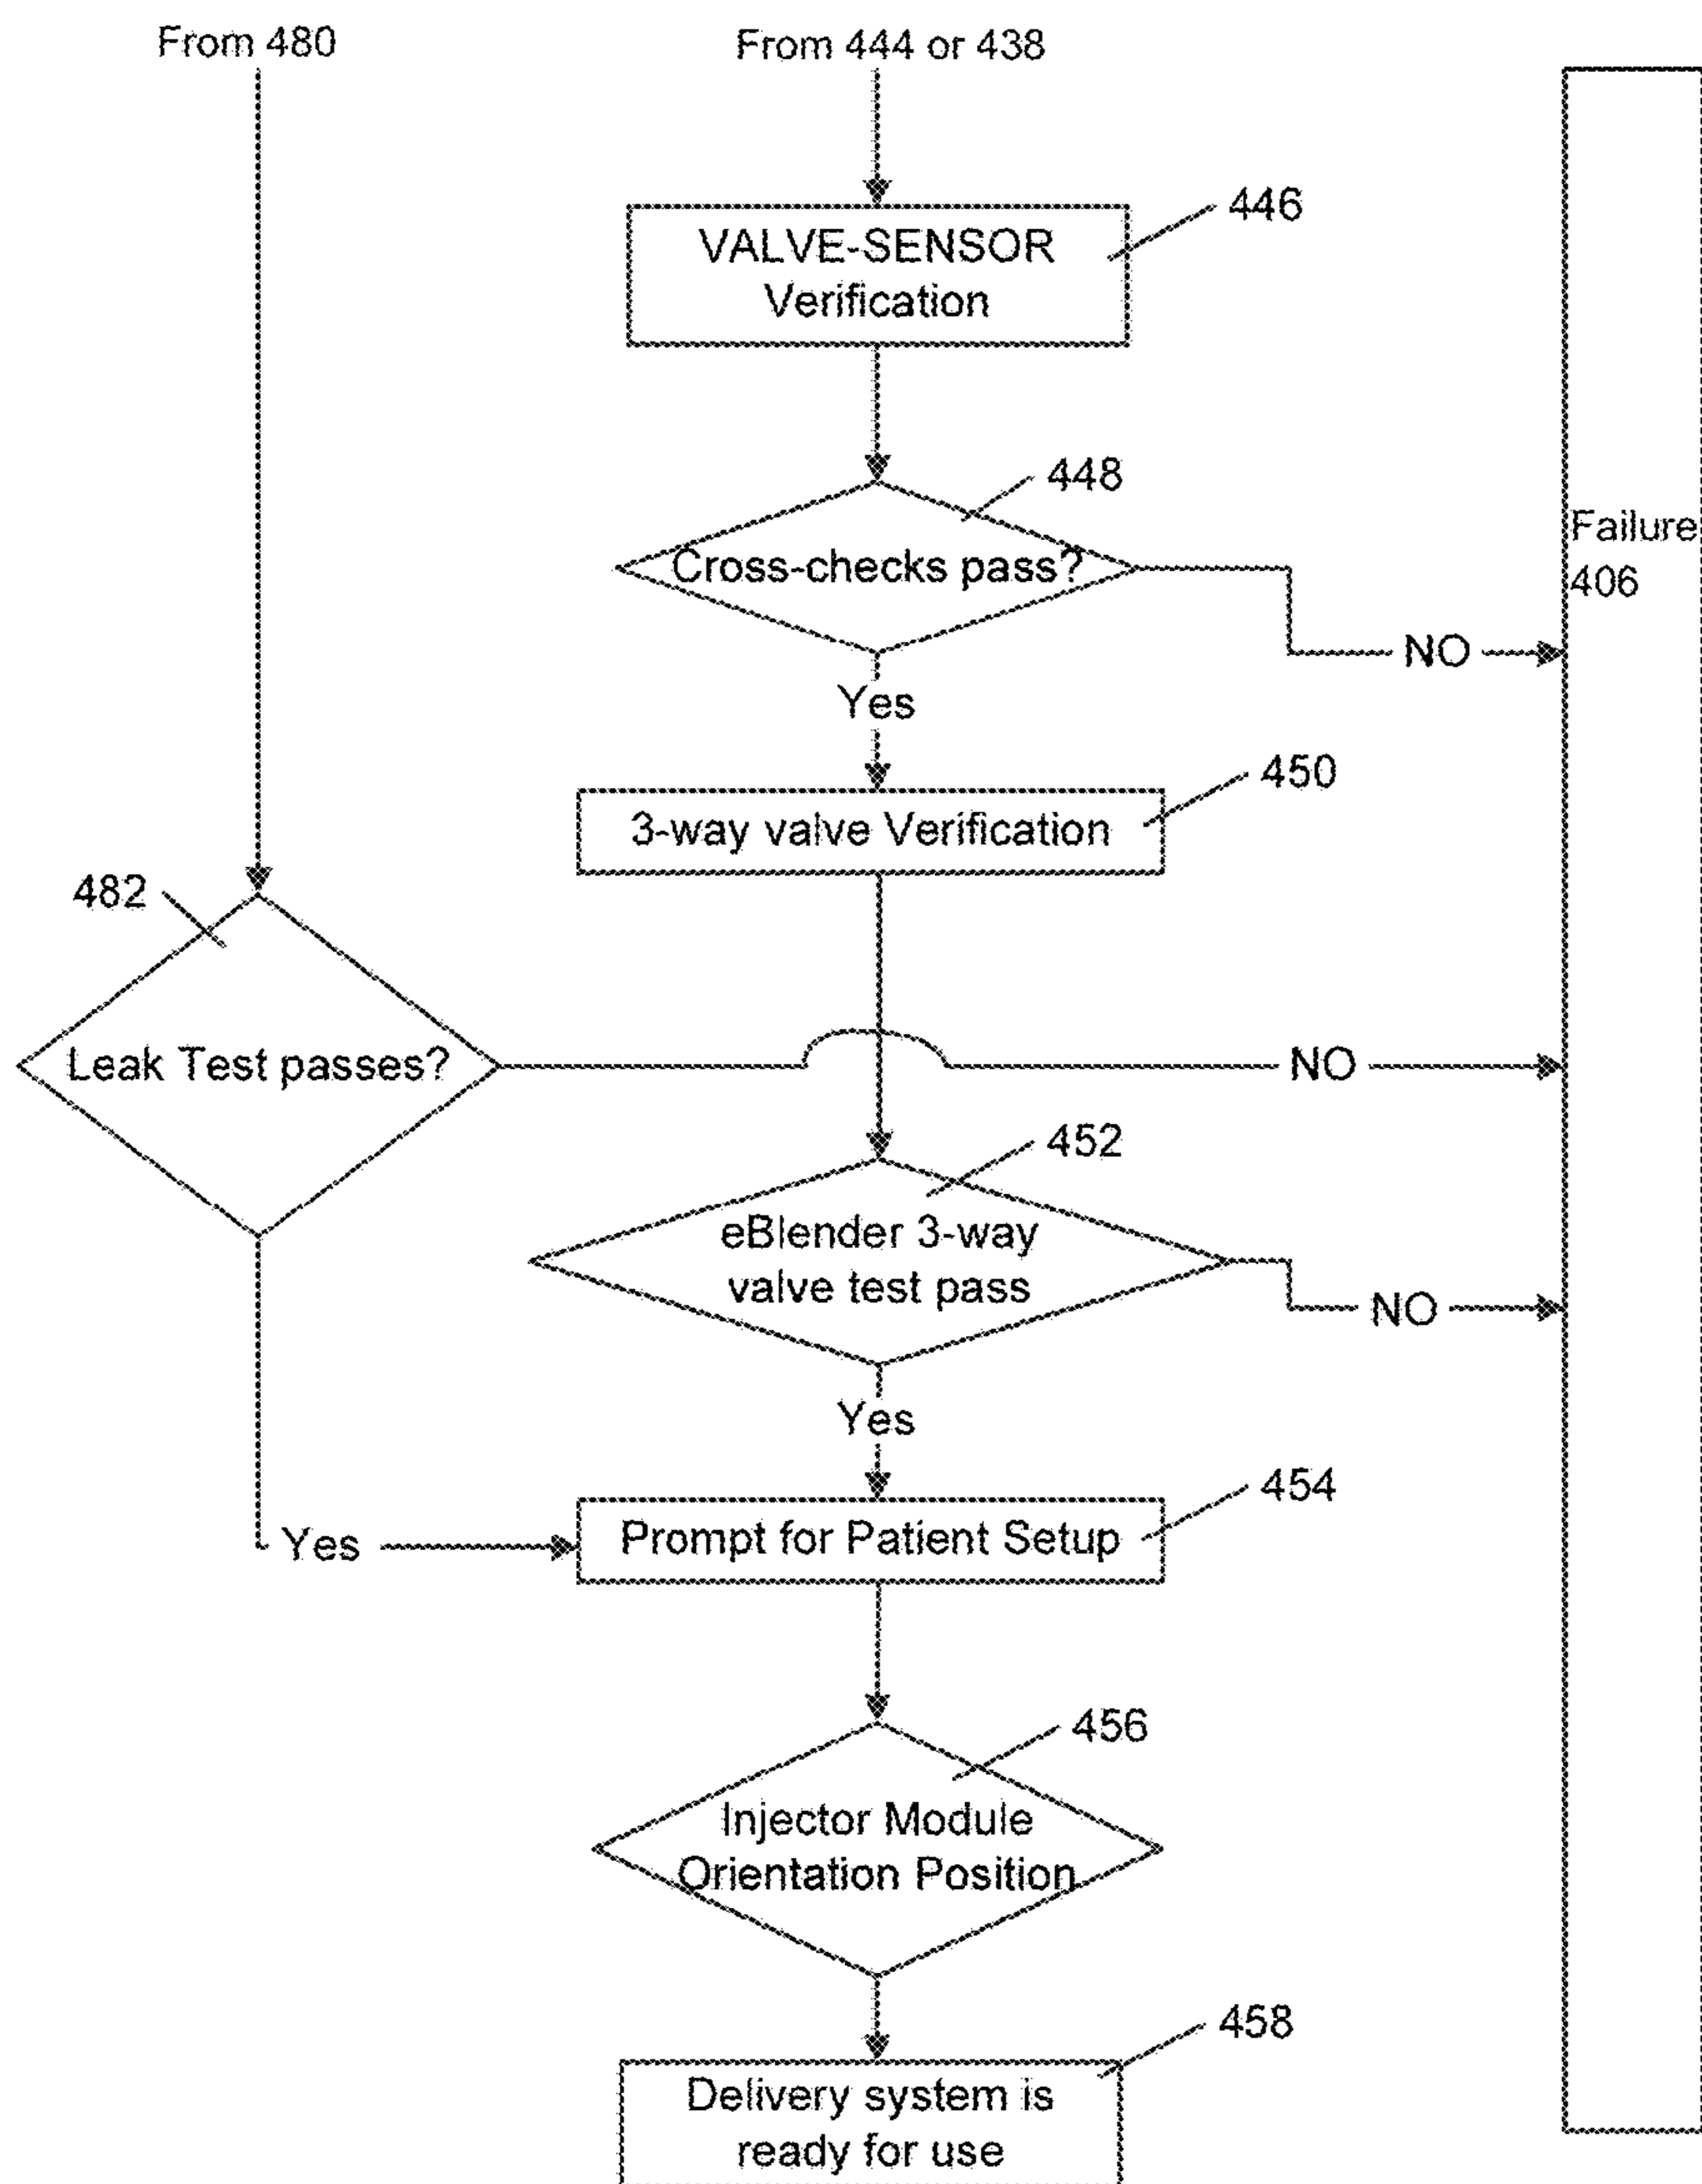 From 480
From 444 or 438
446
VALVE-SENSOR
Verification
448
Cross-checks pass?
Failure
406
NO
Yes
450
3-way valve Verification
482
Leak Test passes?
NO
452
eBlender 3-way
valve test pass
NO
Yes
454
Prompt for Patient Setup
Yes
456
Injector Module
Orientation Position
458
Delivery system is
ready for use